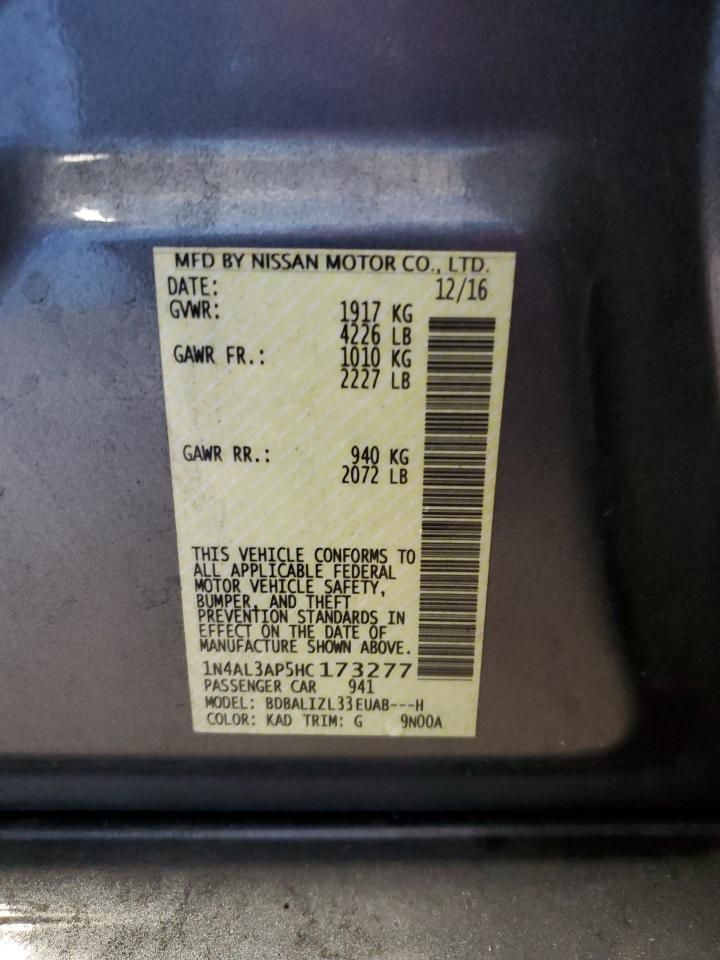 MFD BY NISSAN MOTOR CO., LTD.
DATE: 12/16
GVWR: 1917 KG
4226 LB
GAWR FR.: 1010 KG
2227 LB
GAWR RR.: 940 KG
2072 LB
THIS VEHICLE CONFORMS TO
ALL APPLICABLE FEDERAL
MOTOR VEHICLE SAFETY,
BUMPER, AND THEFT
PREVENTION STANDARDS IN
EFFECT ON THE DATE OF
MANUFACTURE SHOWN ABOVE.
1N4AL3AP5HC173277
PASSENGER CAR 941
MODEL: BDBALIZL33EUAB---H
COLOR: KAD TRIM: G 9N00A